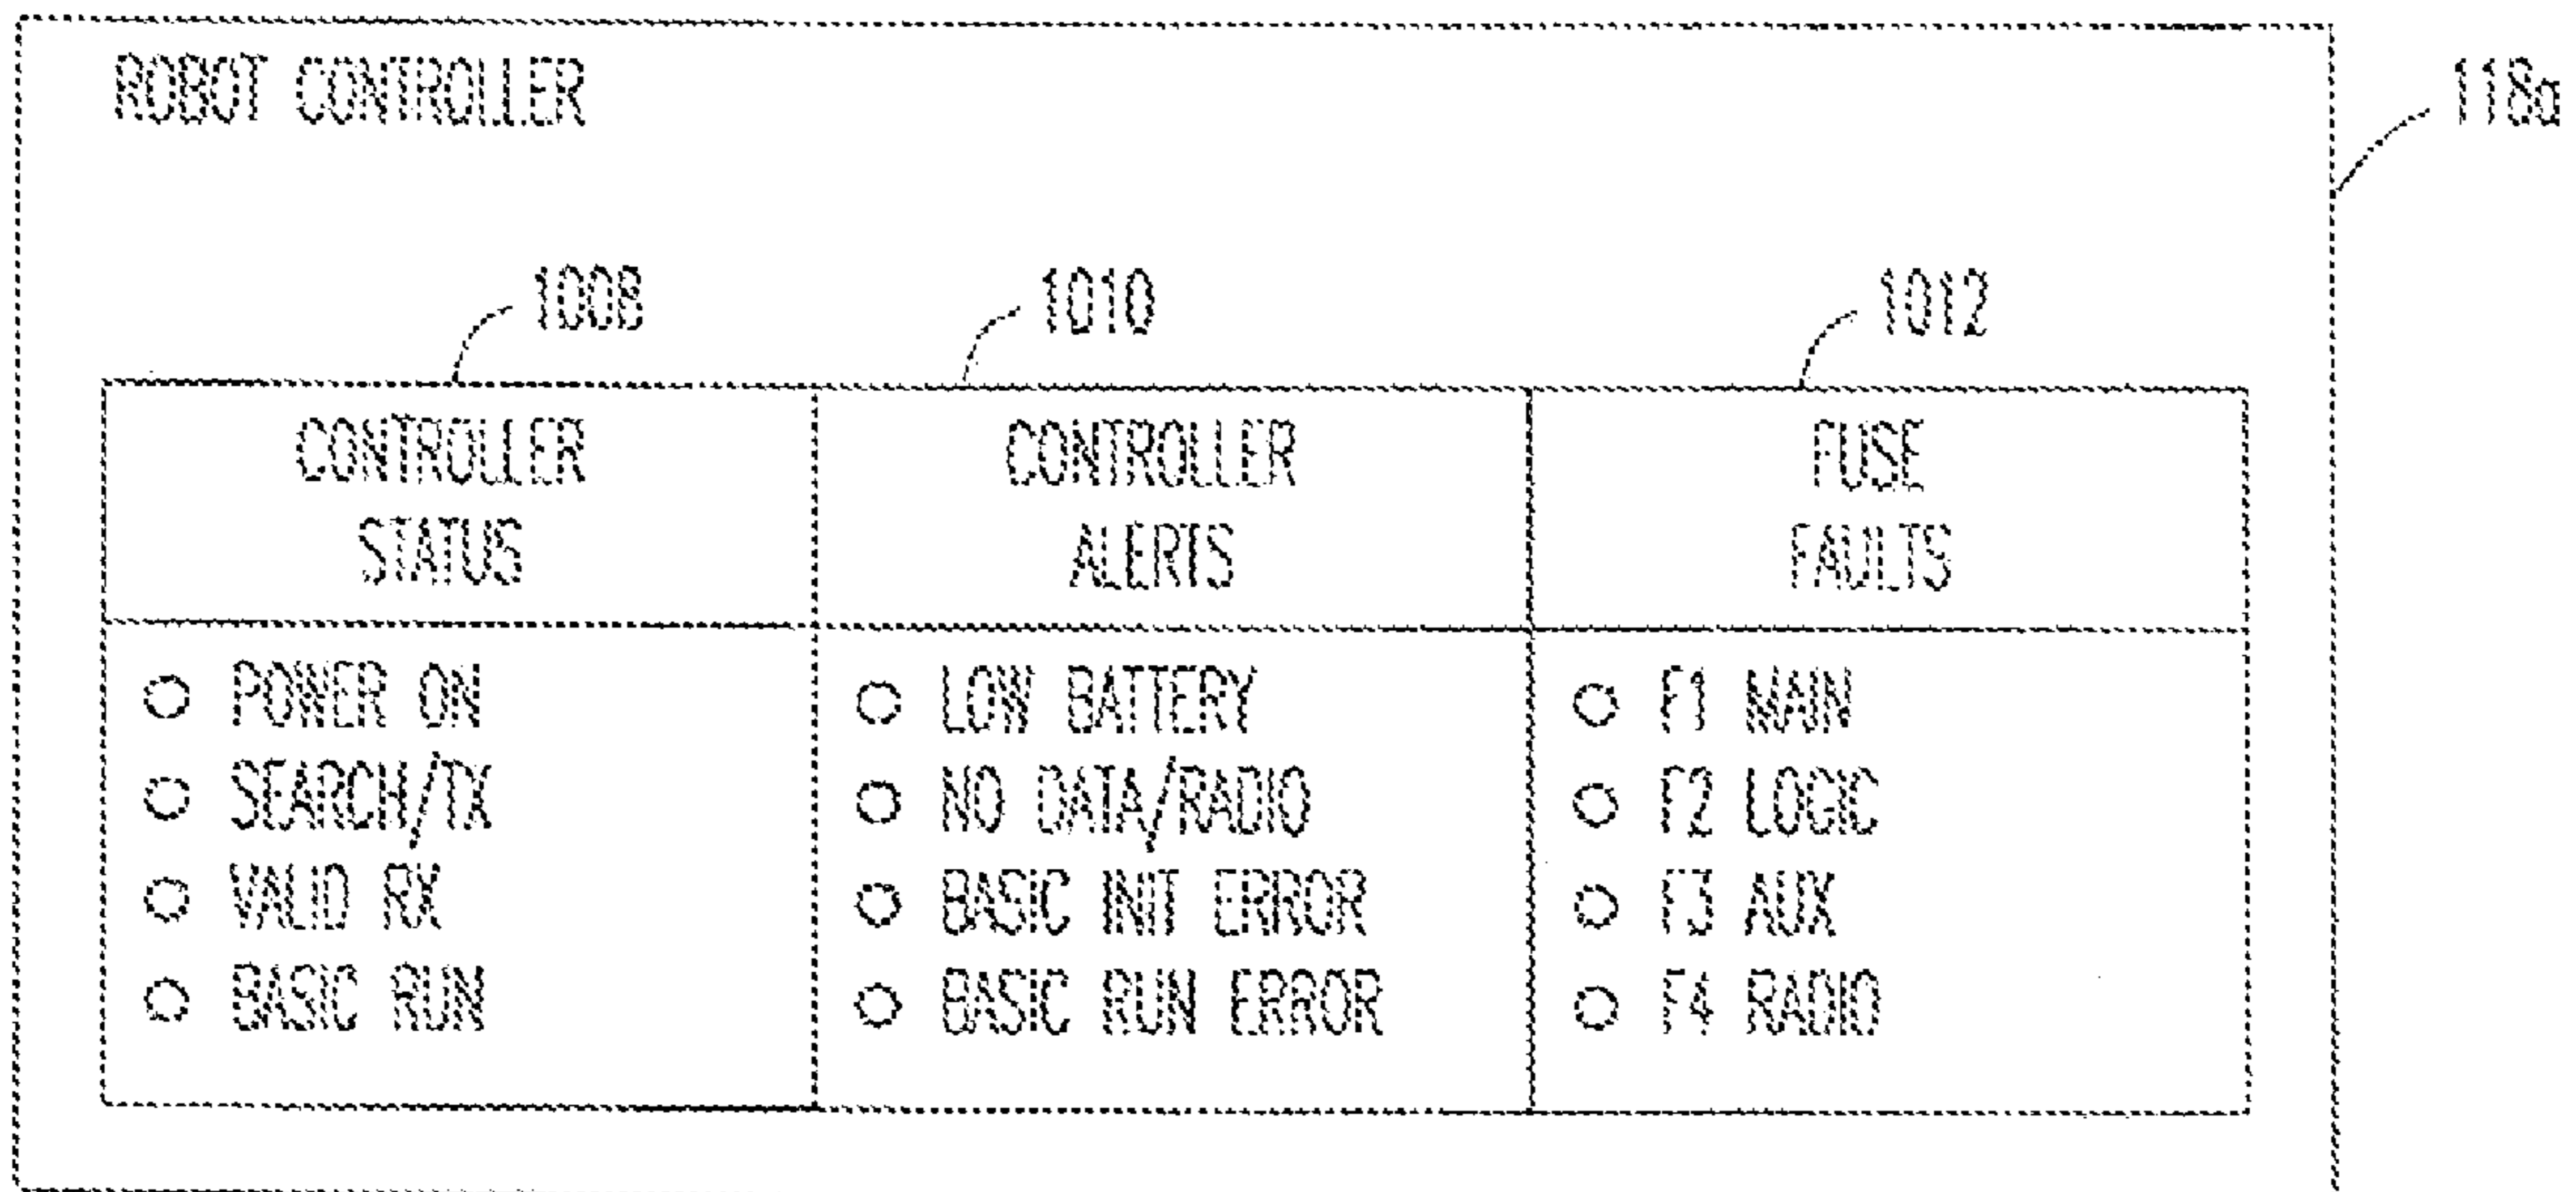 ROBOT CONTROLLER
118a
1008
1010
1012
CONTROLLER
STATUS
CONTROLLER
ALERTS
FUSE
FAULTS
POWER ON
SEARCH/TX
VALID RX
BASIC RUN
LOW BATTERY
NO DATA/RADIO
BASIC INIT ERROR
BASIC RUN ERROR
F1 MAIN
F2 LOGIC
F3 AUX
F4 RADIO